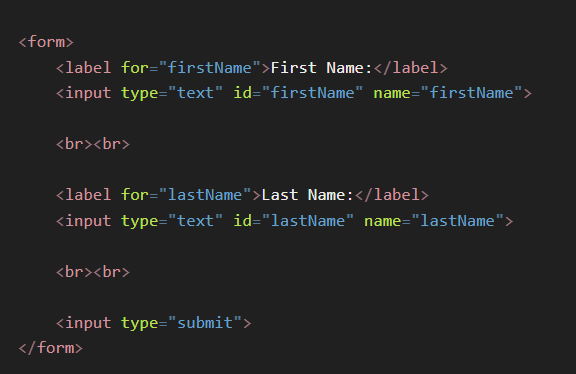 <form>
<label for="firstName">First Name:</label>
<input type="text" id="firstName" name="firstName">
<br><br>
<label for="lastName">Last Name:</label>
<input type="text" id="lastName" name="lastName">
<br><br>
<input type="submit">
</form>